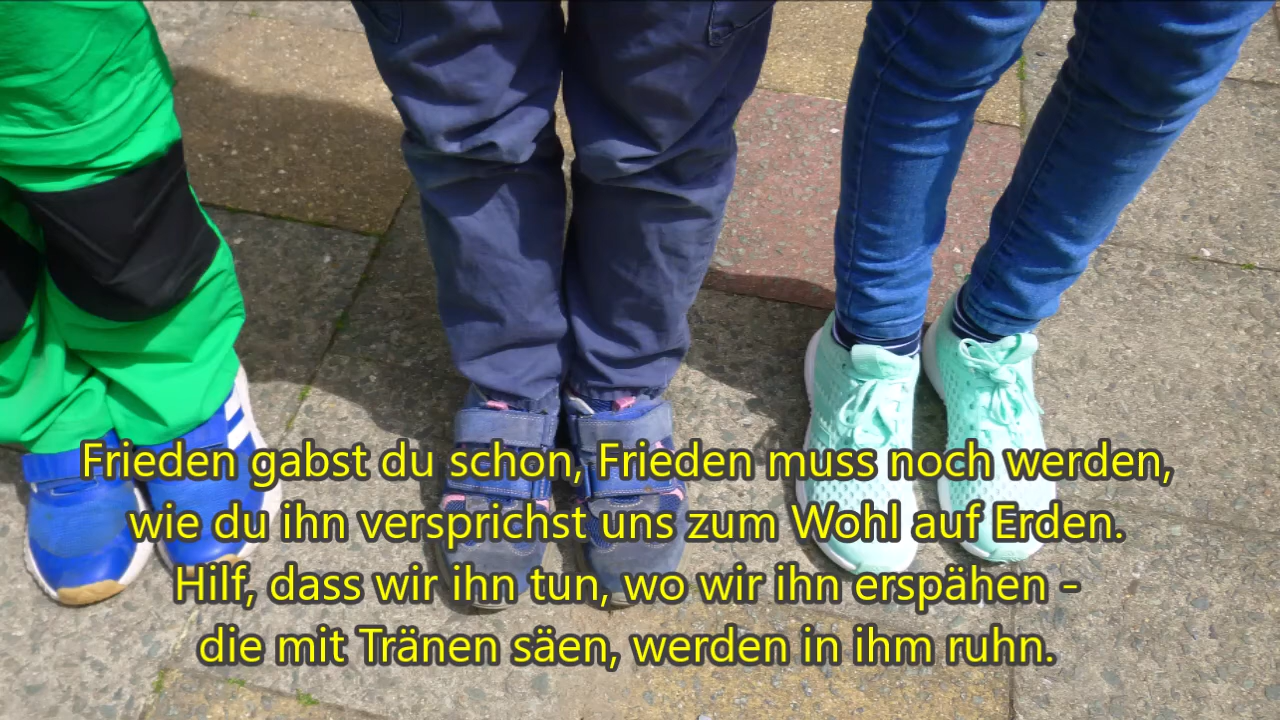 Frieden gabst du schon, Frieden muss noch werden,
wie du ihn versprichst uns zum Wohl auf Erden.
Hilf, dass wir ihn tun, wo wir ihn erspähen -
die mit Tränen säen, werden in ihm ruhn.